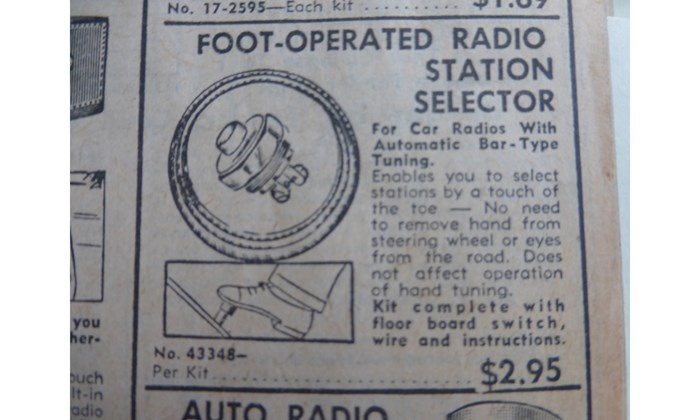 No. 17-2595—Each kit .......... $1.69
FOOT-OPERATED RADIO
STATION
SELECTOR
For Car Radios With
Automatic Bar-Type
Tuning.
Enables you to select
stations by a touch of
the toe — No need
to remove hand from
steering wheel or eyes
from the road. Does
not affect operation
of hand tuning.
Kit complete with
floor board switch,
wire and instructions.
No. 43348—
Per Kit.......................... $2.95
AUTO RADIO
you
her-
ouch
lt-in
adio